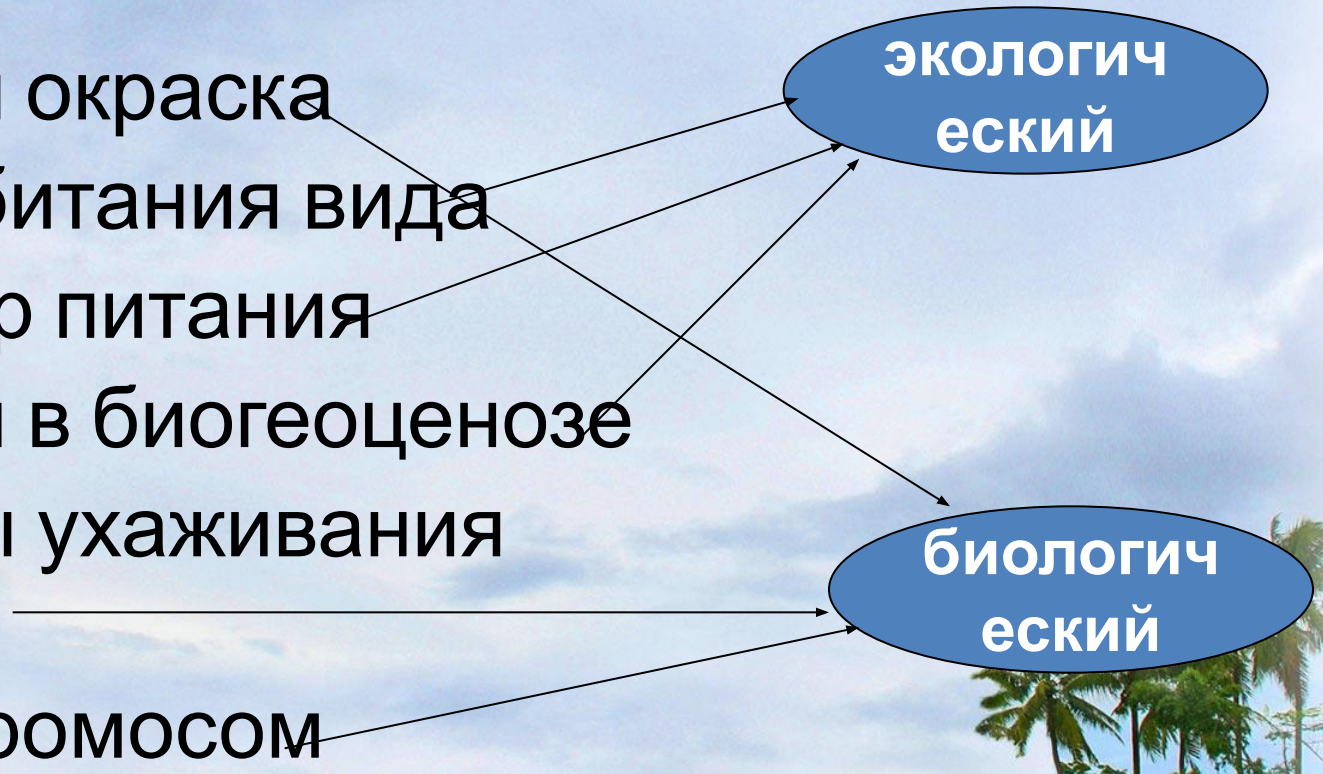 экологич
еский
окраска
битания вида
р питания
в биогеоценозе
ухаживания
биологич
еский
ромосом